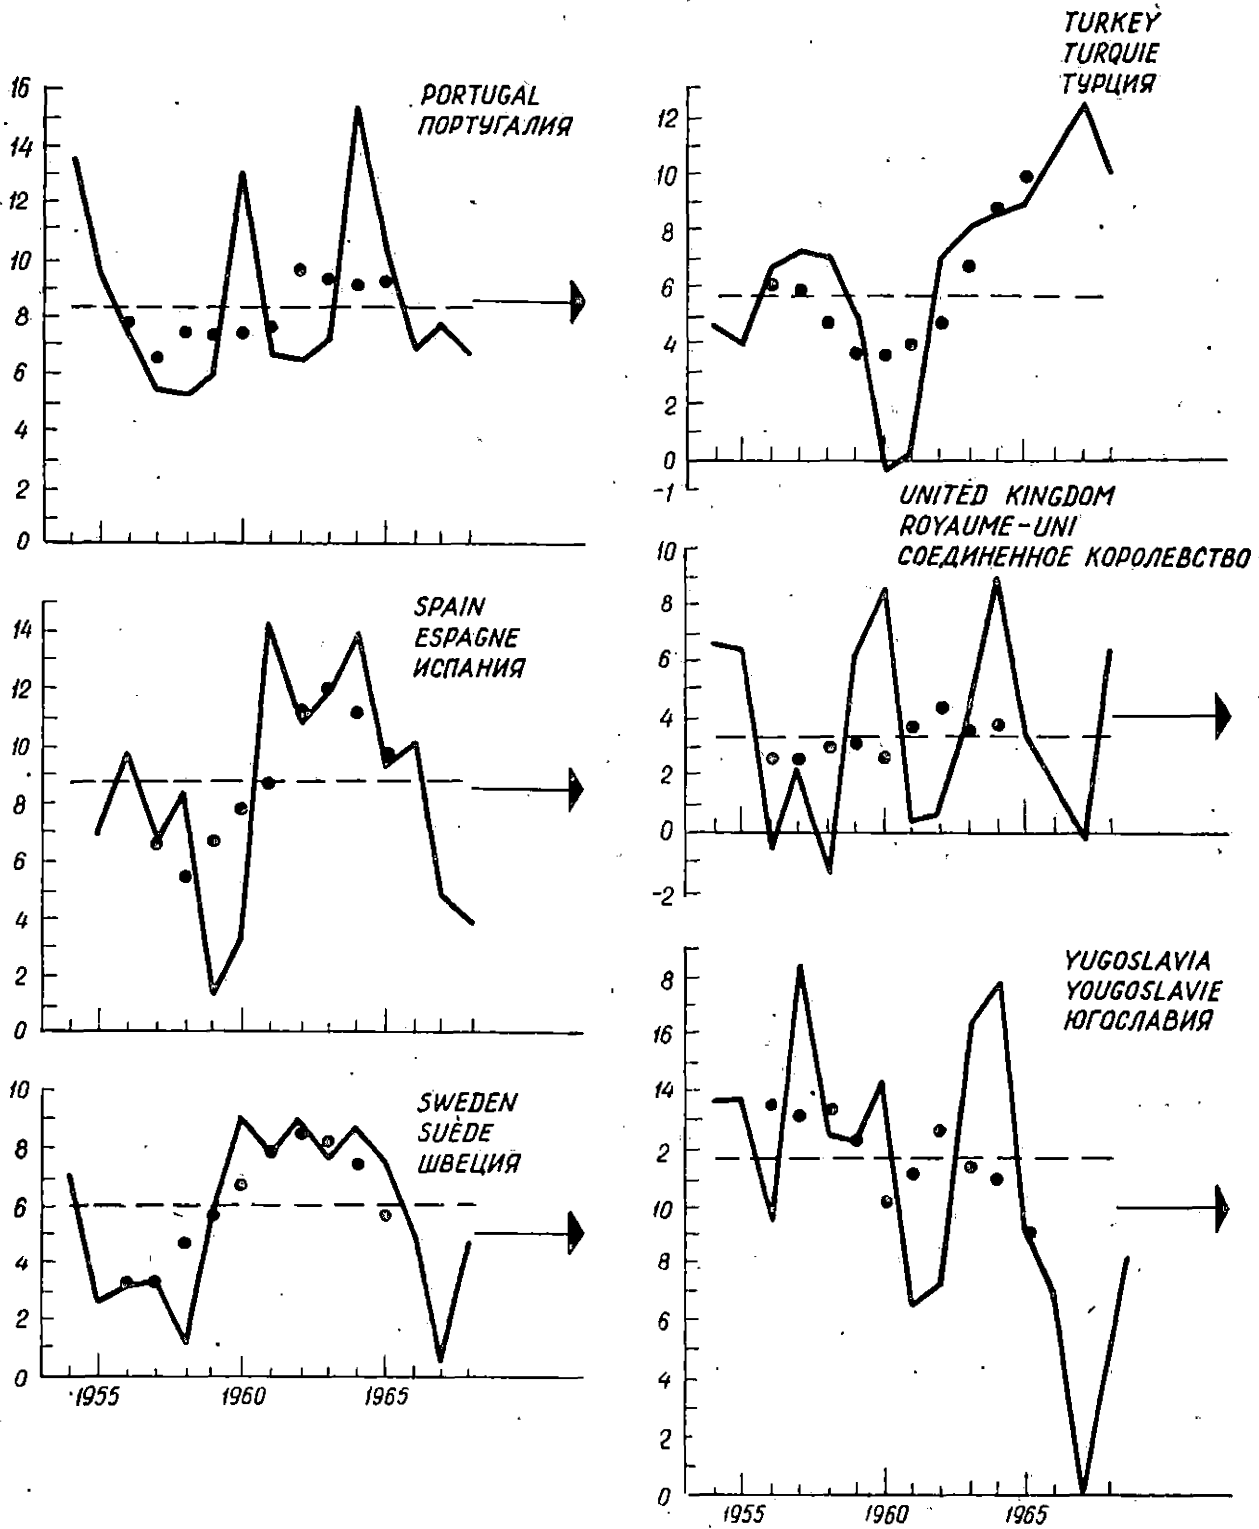 PORTUGAL
ПОРТУГАЛИЯ
16
14
12
10
8
6
4
2
0
SPAIN
ESPAGNE
ИСПАНИЯ
14
12
10
8
6
4
2
0
SWEDEN
SUÈDE
ШВЕЦИЯ
10
8
6
4
2
0
1955 1960 1965
TURKEY
TURQUIE
ТУРЦИЯ
12
10
8
6
4
2
0
-1
UNITED KINGDOM
ROYAUME-UNI
СОЕДИНЕННОЕ КОРОЛЕВСТВО
10
8
6
4
2
0
-2
YUGOSLAVIA
YOUGOSLAVIE
ЮГОСЛАВИЯ
8
16
14
2
10
8
6
4
2
0
1955 1960 1965